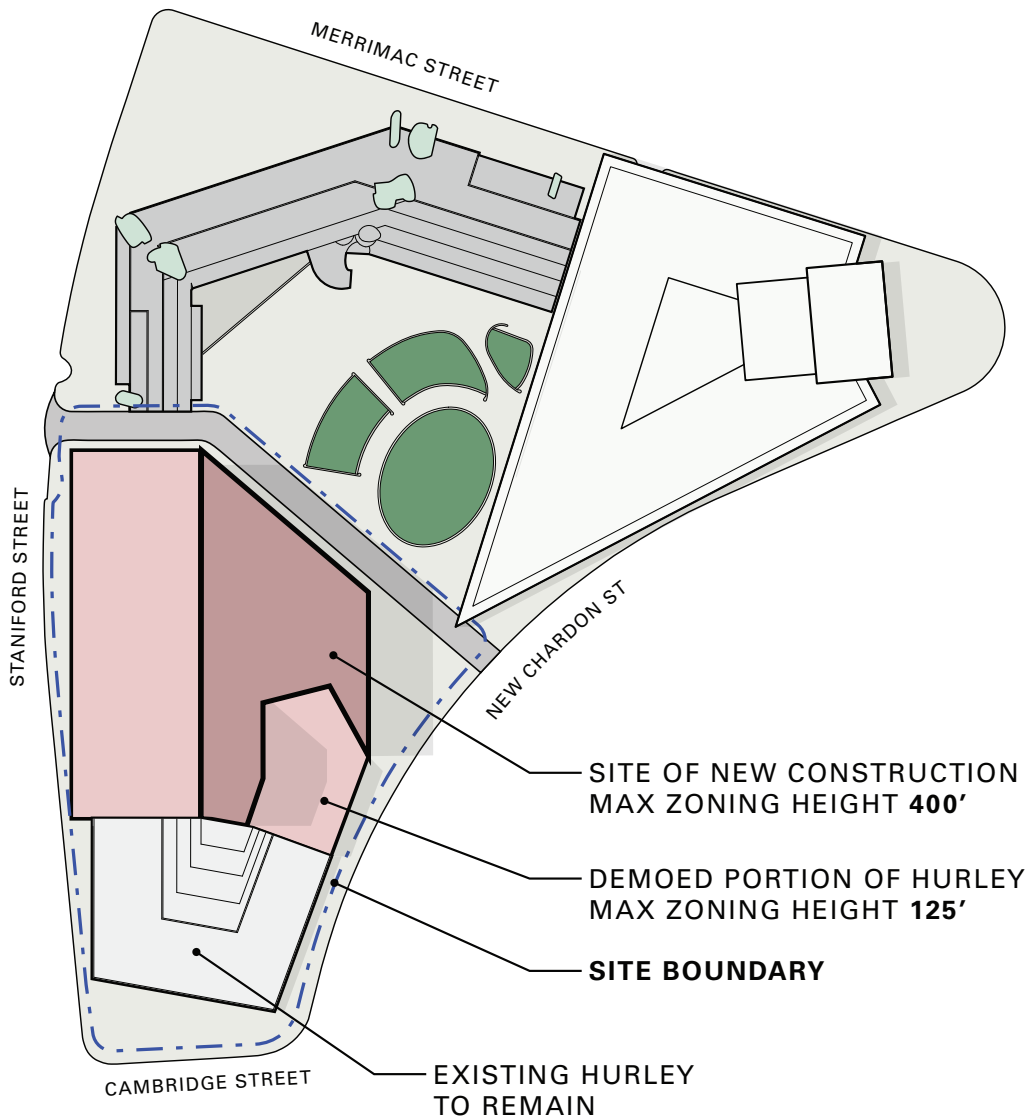 MERRIMAC STREET
STANIFORD STREET
NEW CHARDON ST
SITE OF NEW CONSTRUCTION
MAX ZONING HEIGHT 400′
DEMOED PORTION OF HURLEY
MAX ZONING HEIGHT 125′
SITE BOUNDARY
EXISTING HURLEY
TO REMAIN
CAMBRIDGE STREET